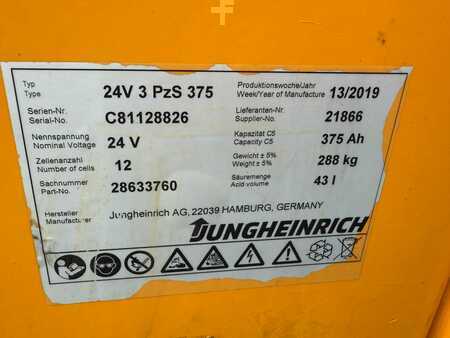 +
Typ
Type 24V 3 PzS 375 Produktionswoche/Jahr
Week/Year of Manufacture 13/2019
Serien-Nr.
Serial-No. C81128826 Lieferanten-Nr.
Supplier-No. 21866
Nennspannung
Nominal Voltage 24 V Kapazität C5
Capacity C5 375 Ah
Zellenanzahl
Number of cells 12 Gewicht ± 5%
Weight ± 5% 288 kg
Sachnummer
Part-No. 28633760 Säuremenge
Acid volume 43 l
Hersteller
Manufacturer Jungheinrich AG, 22039 HAMBURG, GERMANY
JUNGHEINRICH
Pb